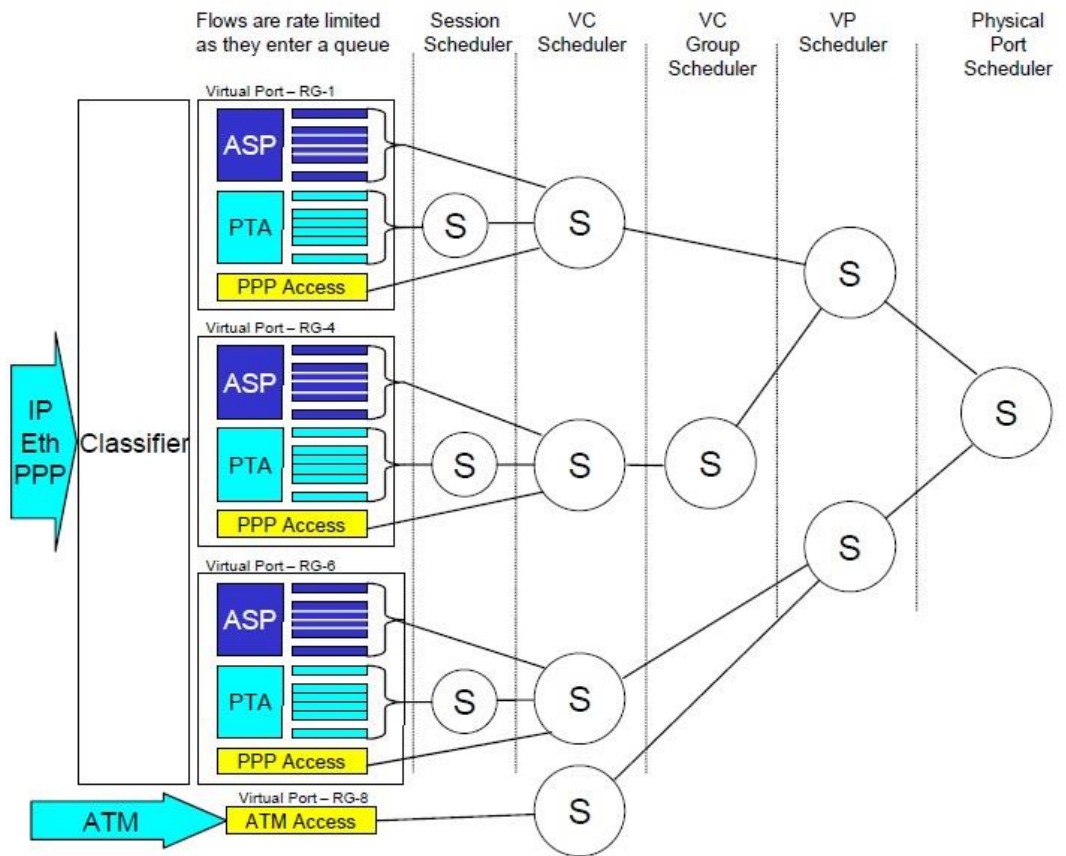 Flows are rate limited
as they enter a queue
Session
Scheduler
VC
Scheduler
VC
Group
Scheduler
VP
Scheduler
Physical
Port
Scheduler
Virtual Port – RG-1
ASP
PTA
PPP Access
S
S
S
Virtual Port – RG-4
ASP
PTA
PPP Access
S
S
S
S
IP
Eth
PPP
Classifier
Virtual Port – RG-6
ASP
PTA
PPP Access
S
S
S
Virtual Port – RG-8
ATM
ATM Access
S